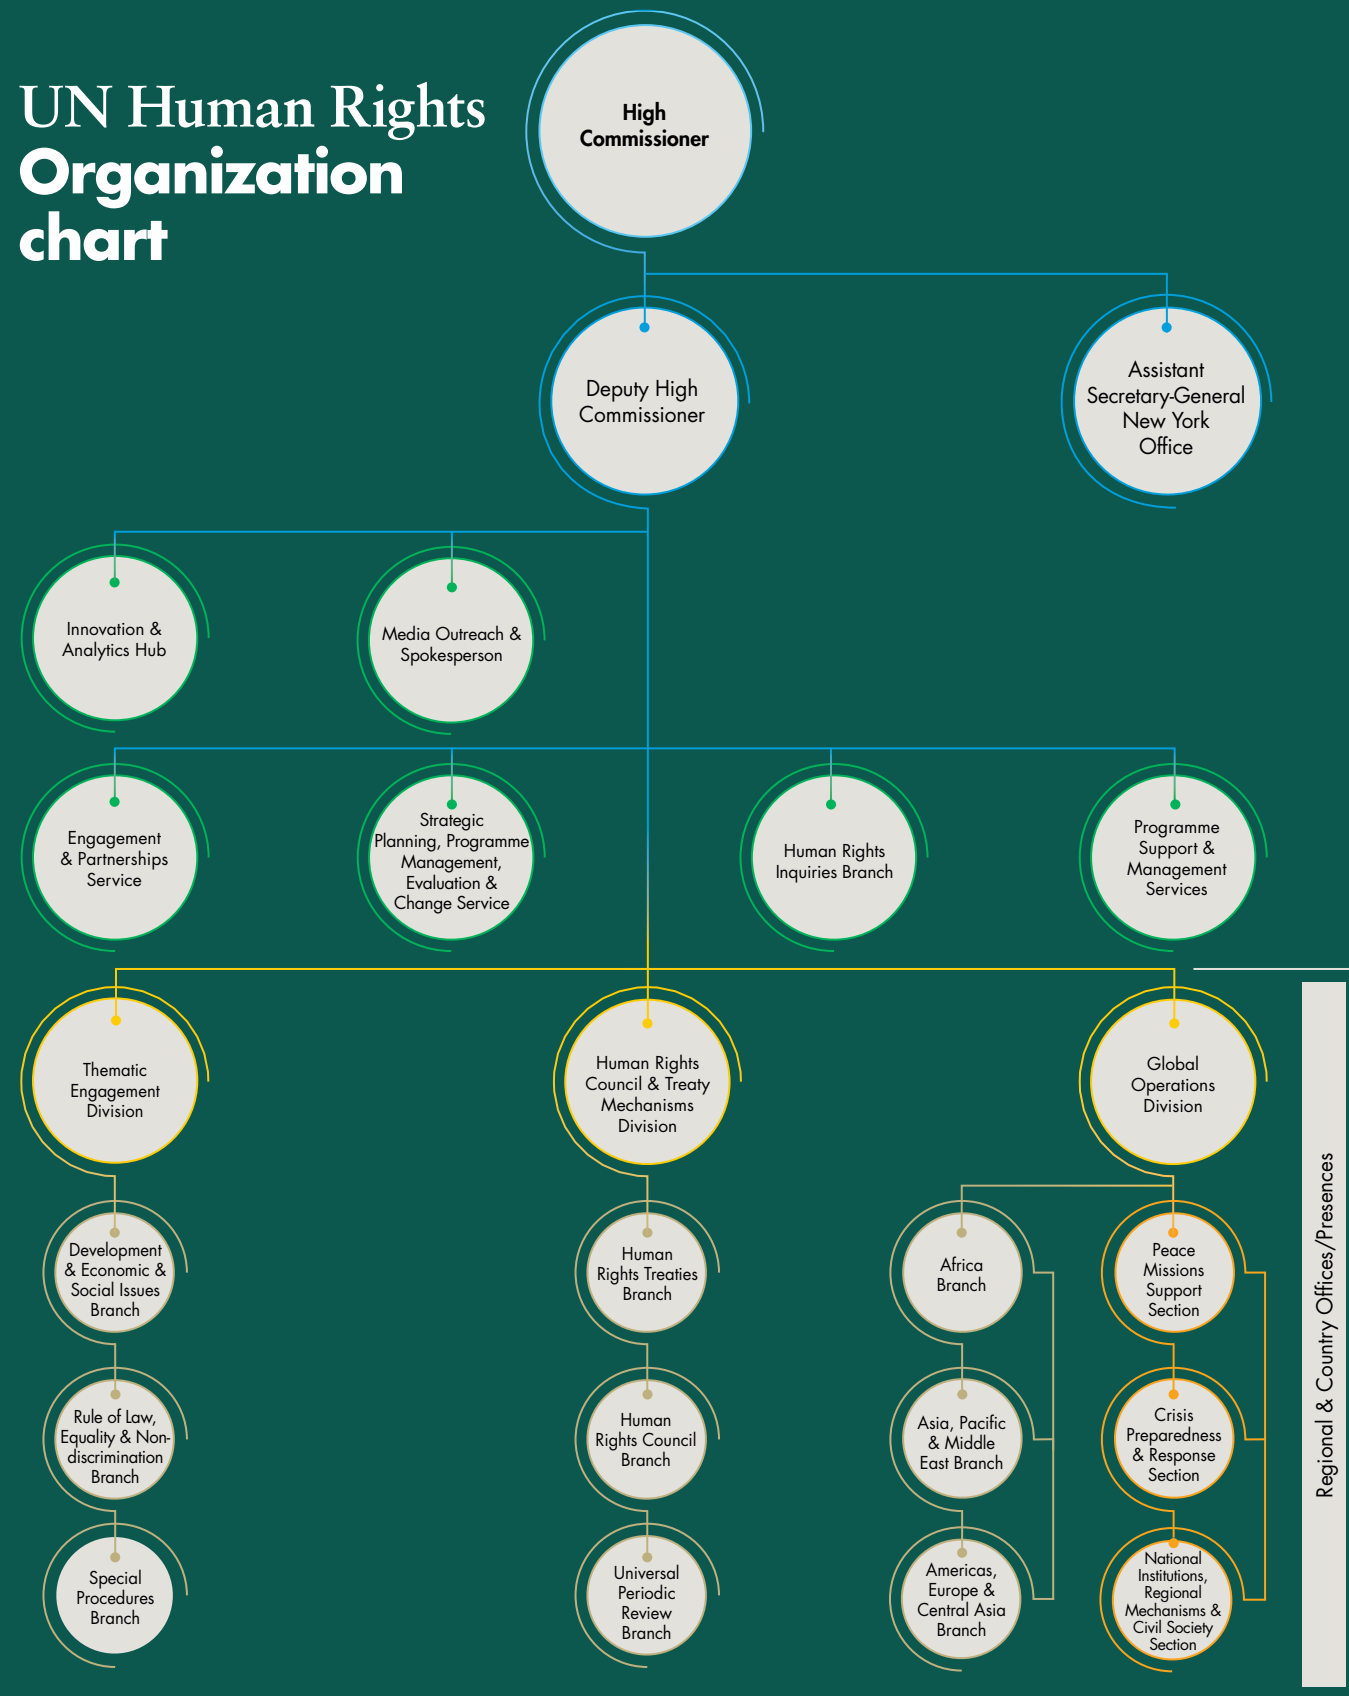 UN Human Rights
Organization
chart
High
Commissioner
Deputy High
Commissioner
Assistant
Secretary-General
New York
Office
Innovation &
Analytics Hub
Media Outreach &
Spokesperson
Engagement
& Partnerships
Service
Strategic
Planning, Programme
Management,
Evaluation &
Change Service
Human Rights
Inquiries Branch
Programme
Support &
Management
Services
Thematic
Engagement
Division
Human Rights
Council & Treaty
Mechanisms
Division
Global
Operations
Division
Development
& Economic &
Social Issues
Branch
Human
Rights Treaties
Branch
Africa
Branch
Peace
Missions
Support
Section
Rule of Law,
Equality & Non-
discrimination
Branch
Human
Rights Council
Branch
Asia, Pacific
& Middle
East Branch
Crisis
Preparedness
& Response
Section
Special
Procedures
Branch
Universal
Periodic
Review
Branch
Americas,
Europe &
Central Asia
Branch
National
Institutions,
Regional
Mechanisms &
Civil Society
Section
Regional & Country Offices/Presences